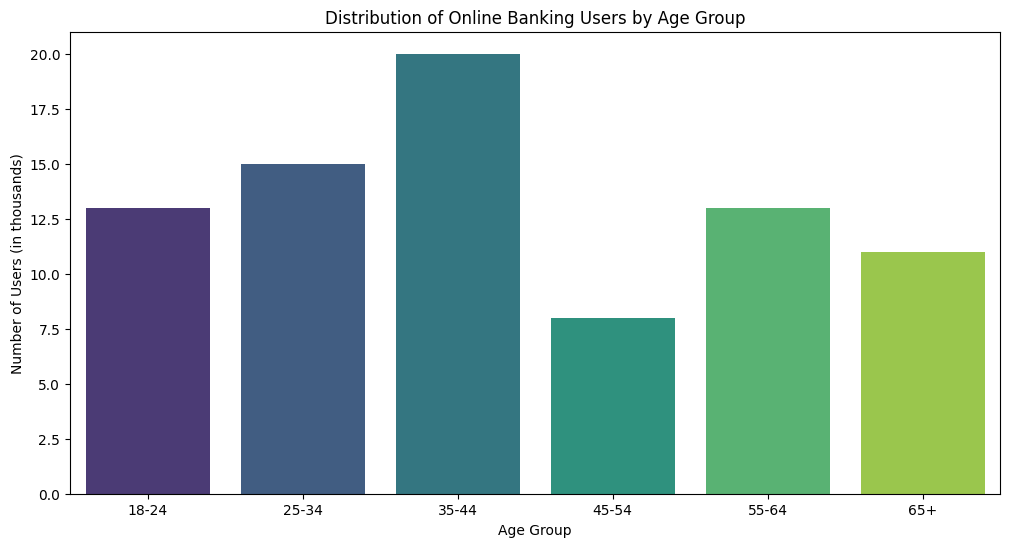 Distribution of Online Banking Users by Age Group
Number of Users (in thousands)
20.0
17.5
15.0
12.5
10.0
7.5
5.0
2.5
0.0
18-24 25-34 35-44 45-54 55-64 65+
Age Group